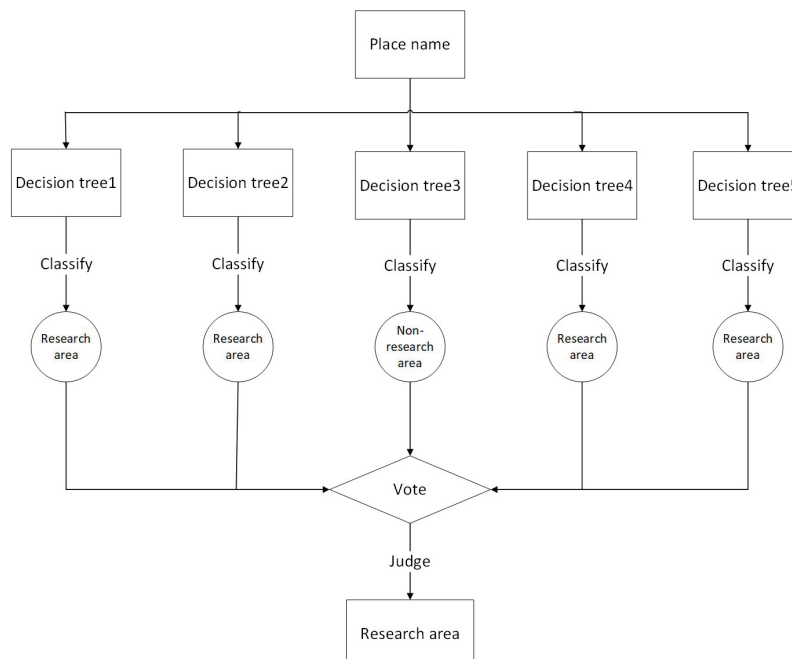 Place name
Decision tree1
Decision tree2
Decision tree3
Decision tree4
Decision tree5
Classify
Classify
Classify
Classify
Classify
Research
area
Research
area
Non-
research
area
Research
area
Research
area
Vote
Judge
Research area